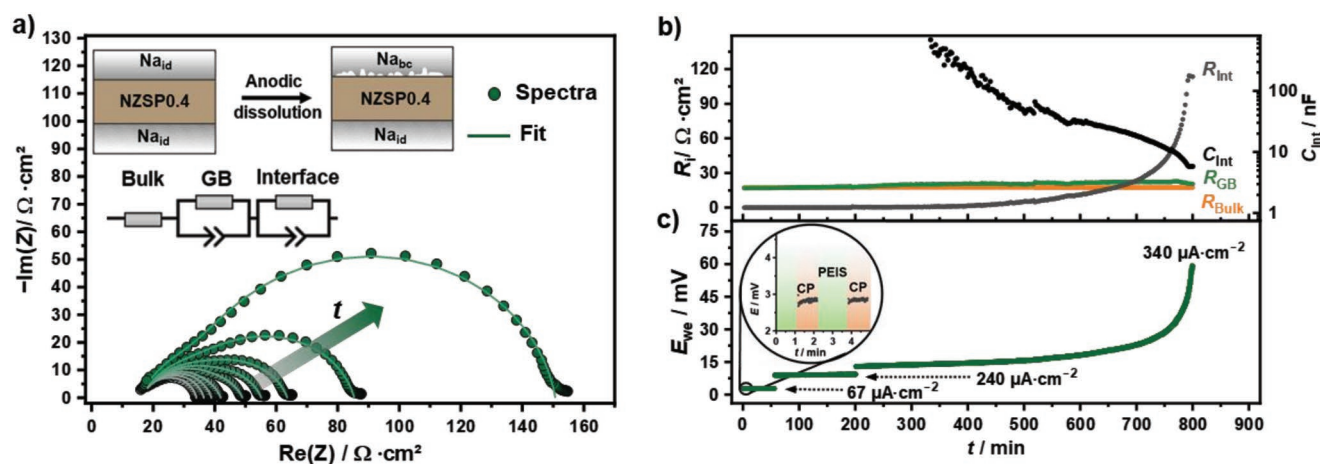 a)
130
120
110
100
90
80
70
60
50
40
30
20
10
0
−Im(Z)/ Ω ·cm²
Na_id
NZSP0.4
Na_id
Anodic
dissolution
Na_bc
NZSP0.4
Na_id
Spectra
Fit
Bulk
GB
Interface
t
0 20 40 60 80 100 120 140 160
Re(Z) / Ω ·cm²
b)
120
90
60
30
0
R_i/ Ω ·cm²
R_Int
C_Int
R_GB
R_Bulk
100
10
1
C_Int / nF
c)
75
60
45
30
15
0
E_we / mV
4
3
2
E / mV
PEIS
CP
CP
0 1 2 3 4
t / min
340 µA·cm⁻²
240 µA·cm⁻²
67 µA·cm⁻²
0 100 200 300 400 500 600 700 800 900
t / min